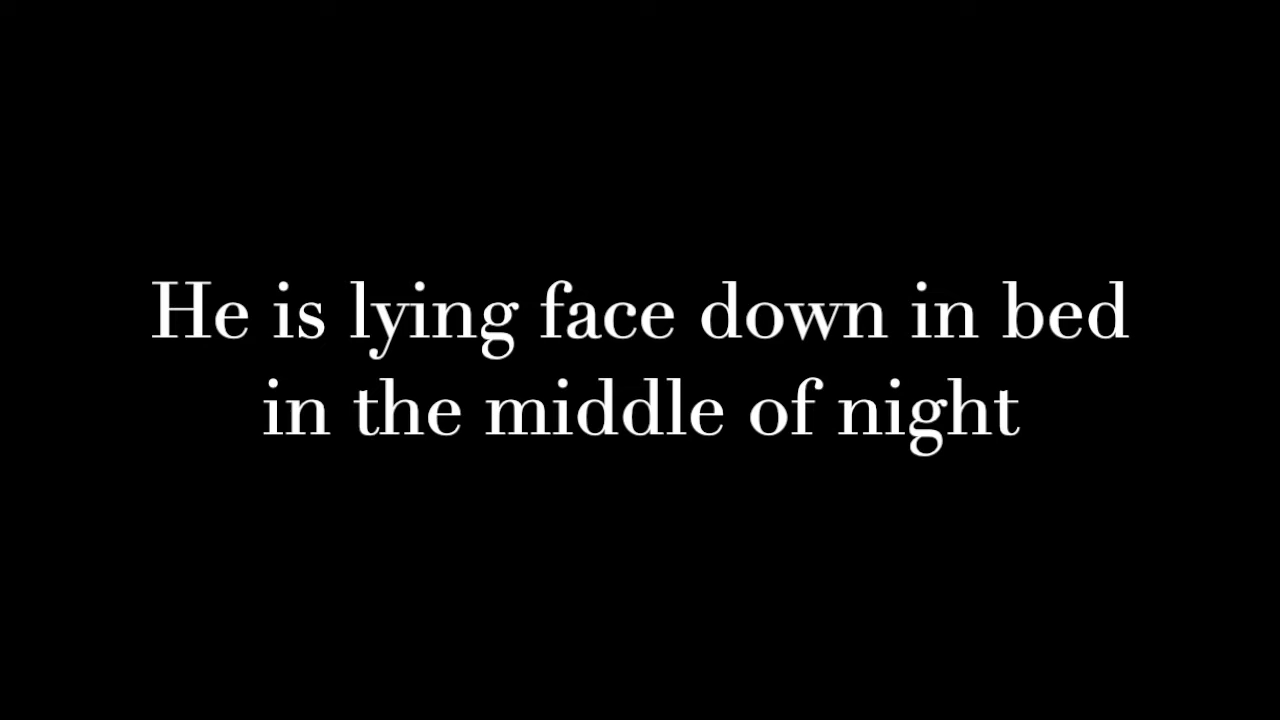 He is lying face down in bed
in the middle of night